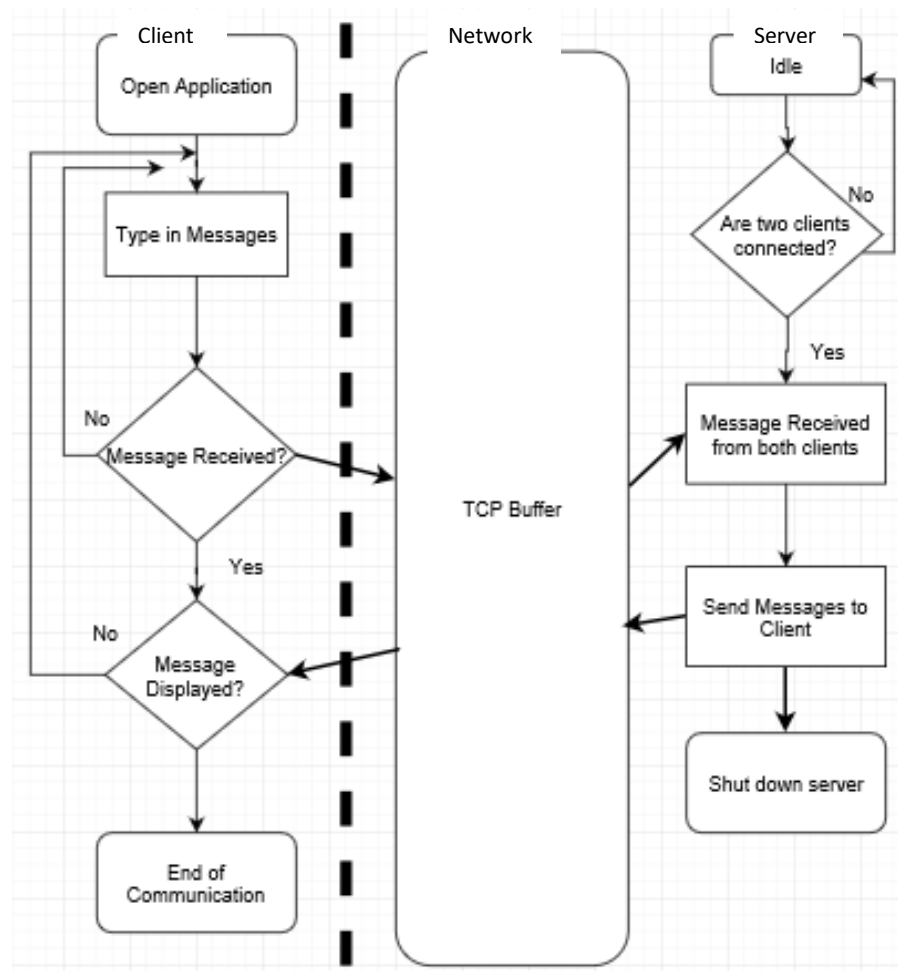 Client
Network
Server
Open Application
Idle
No
Are two clients
connected?
Type in Messages
Yes
No
Message Received
from both clients
Message Received?
TCP Buffer
Yes
Send Messages to
Client
No
Message
Displayed?
Shut down server
End of
Communication